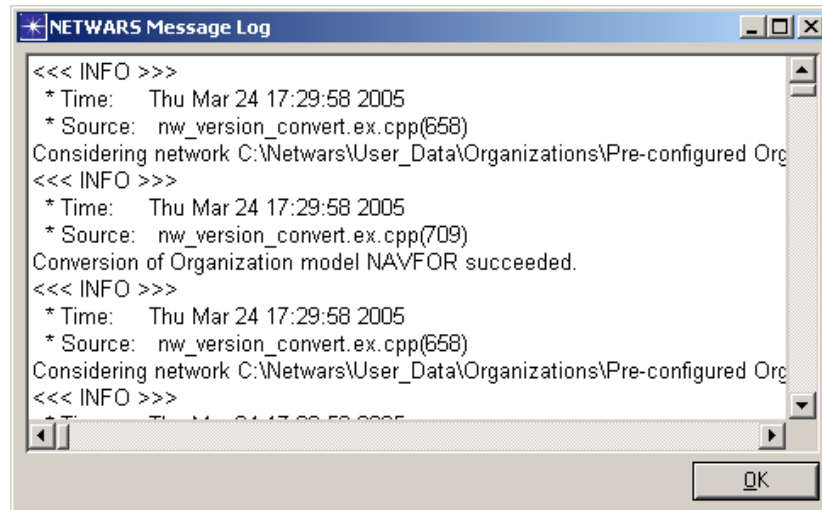 NETWARS Message Log
<<< INFO >>>
* Time: Thu Mar 24 17:29:58 2005
* Source: nw_version_convert.ex.cpp(658)
Considering network C:\Netwars\User_Data\Organizations\Pre-configured Org
<<< INFO >>>
* Time: Thu Mar 24 17:29:58 2005
* Source: nw_version_convert.ex.cpp(709)
Conversion of Organization model NAVFOR succeeded.
<<< INFO >>>
* Time: Thu Mar 24 17:29:58 2005
* Source: nw_version_convert.ex.cpp(658)
Considering network C:\Netwars\User_Data\Organizations\Pre-configured Org
<<< INFO >>>
OK